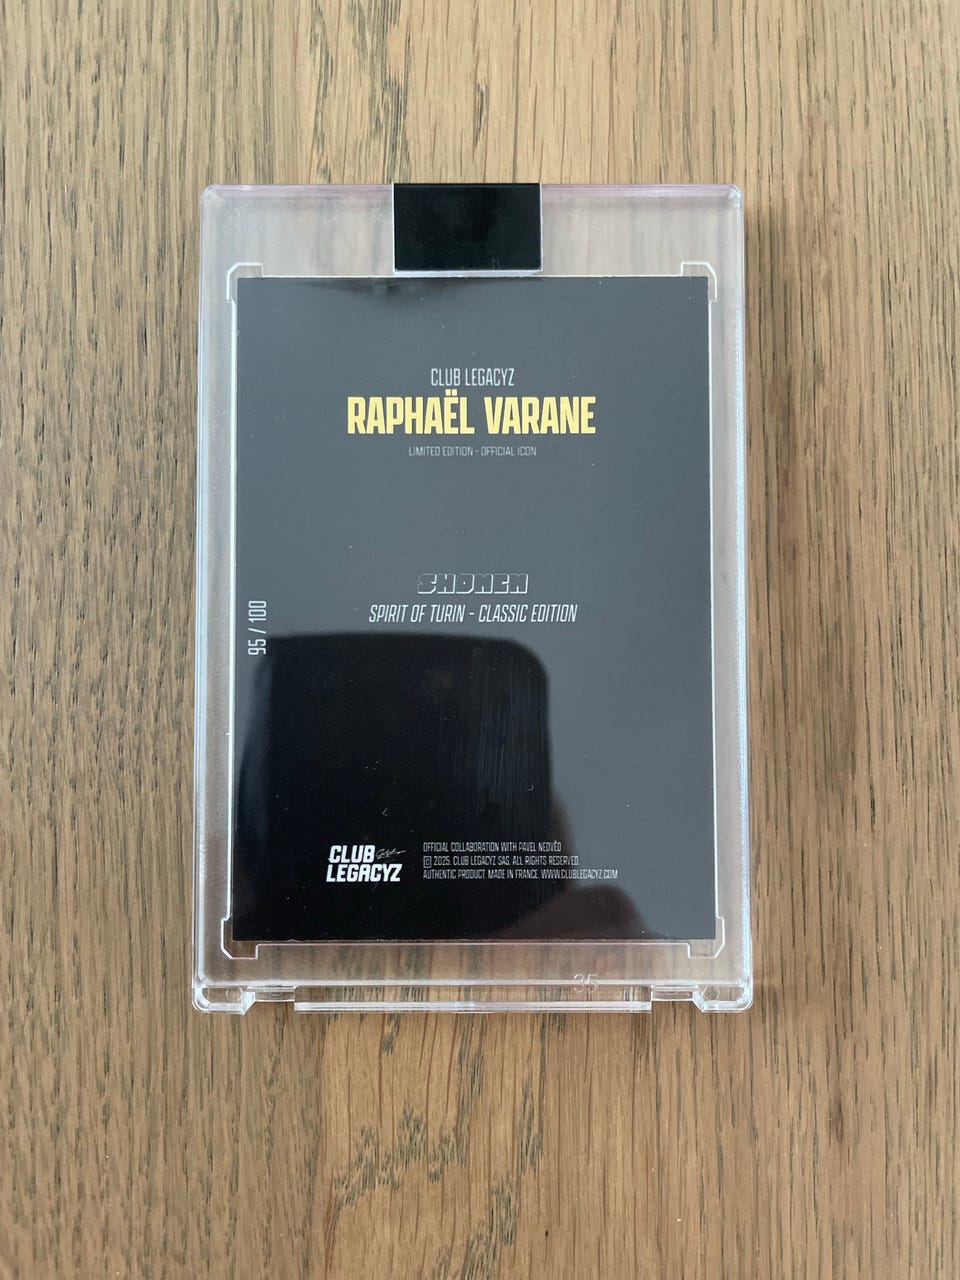 CLUB LEGACYZ
RAPHAËL VARANE
LIMITED EDITION - OFFICIAL ICON
SHONEN
SPIRIT OF TURIN - CLASSIC EDITION
95 / 100
CLUB
LEGACYZ
OFFICIAL COLLABORATION WITH PAVEL NEDVĚD
© 2025. CLUB LEGACYZ SAS. ALL RIGHTS RESERVED.
AUTHENTIC PRODUCT MADE IN FRANCE. WWW.CLUBLEGACYZ.COM
35